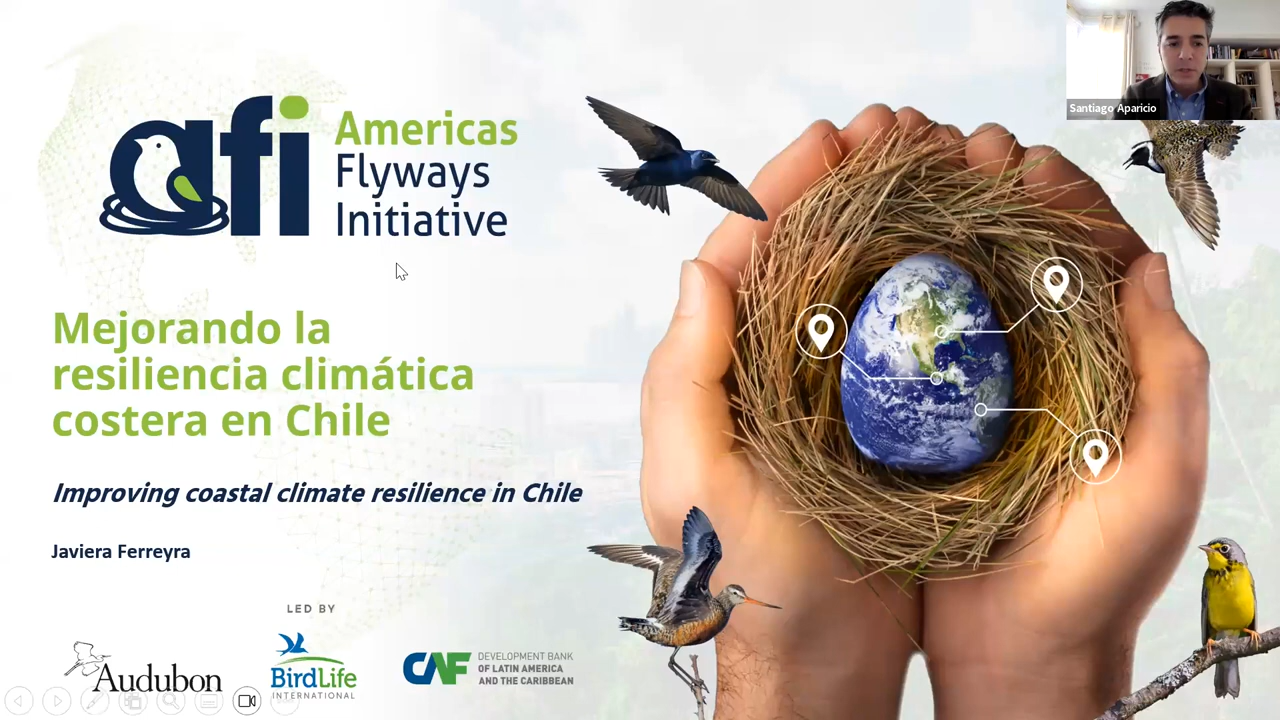 Santiago Aparicio
afi
Americas
Flyways
Initiative
Mejorando la
resiliencia climática
costera en Chile
Improving coastal climate resilience in Chile
Javiera Ferreyra
LED BY
Audubon
BirdLife
INTERNATIONAL
CAF
DEVELOPMENT BANK
OF LATIN AMERICA
AND THE CARIBBEAN